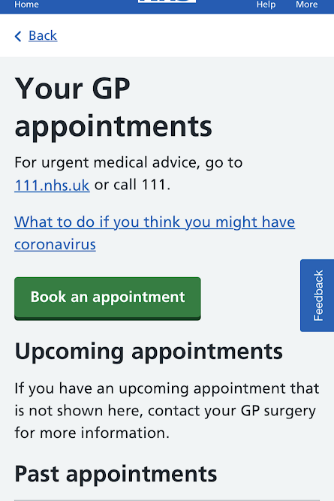 Home
Help
More
Back
Your GP
appointments
For urgent medical advice, go to
111.nhs.uk or call 111.
What to do if you think you might have
coronavirus
Book an appointment
Feedback
Upcoming appointments
If you have an upcoming appointment that
is not shown here, contact your GP surgery
for more information.
Past appointments